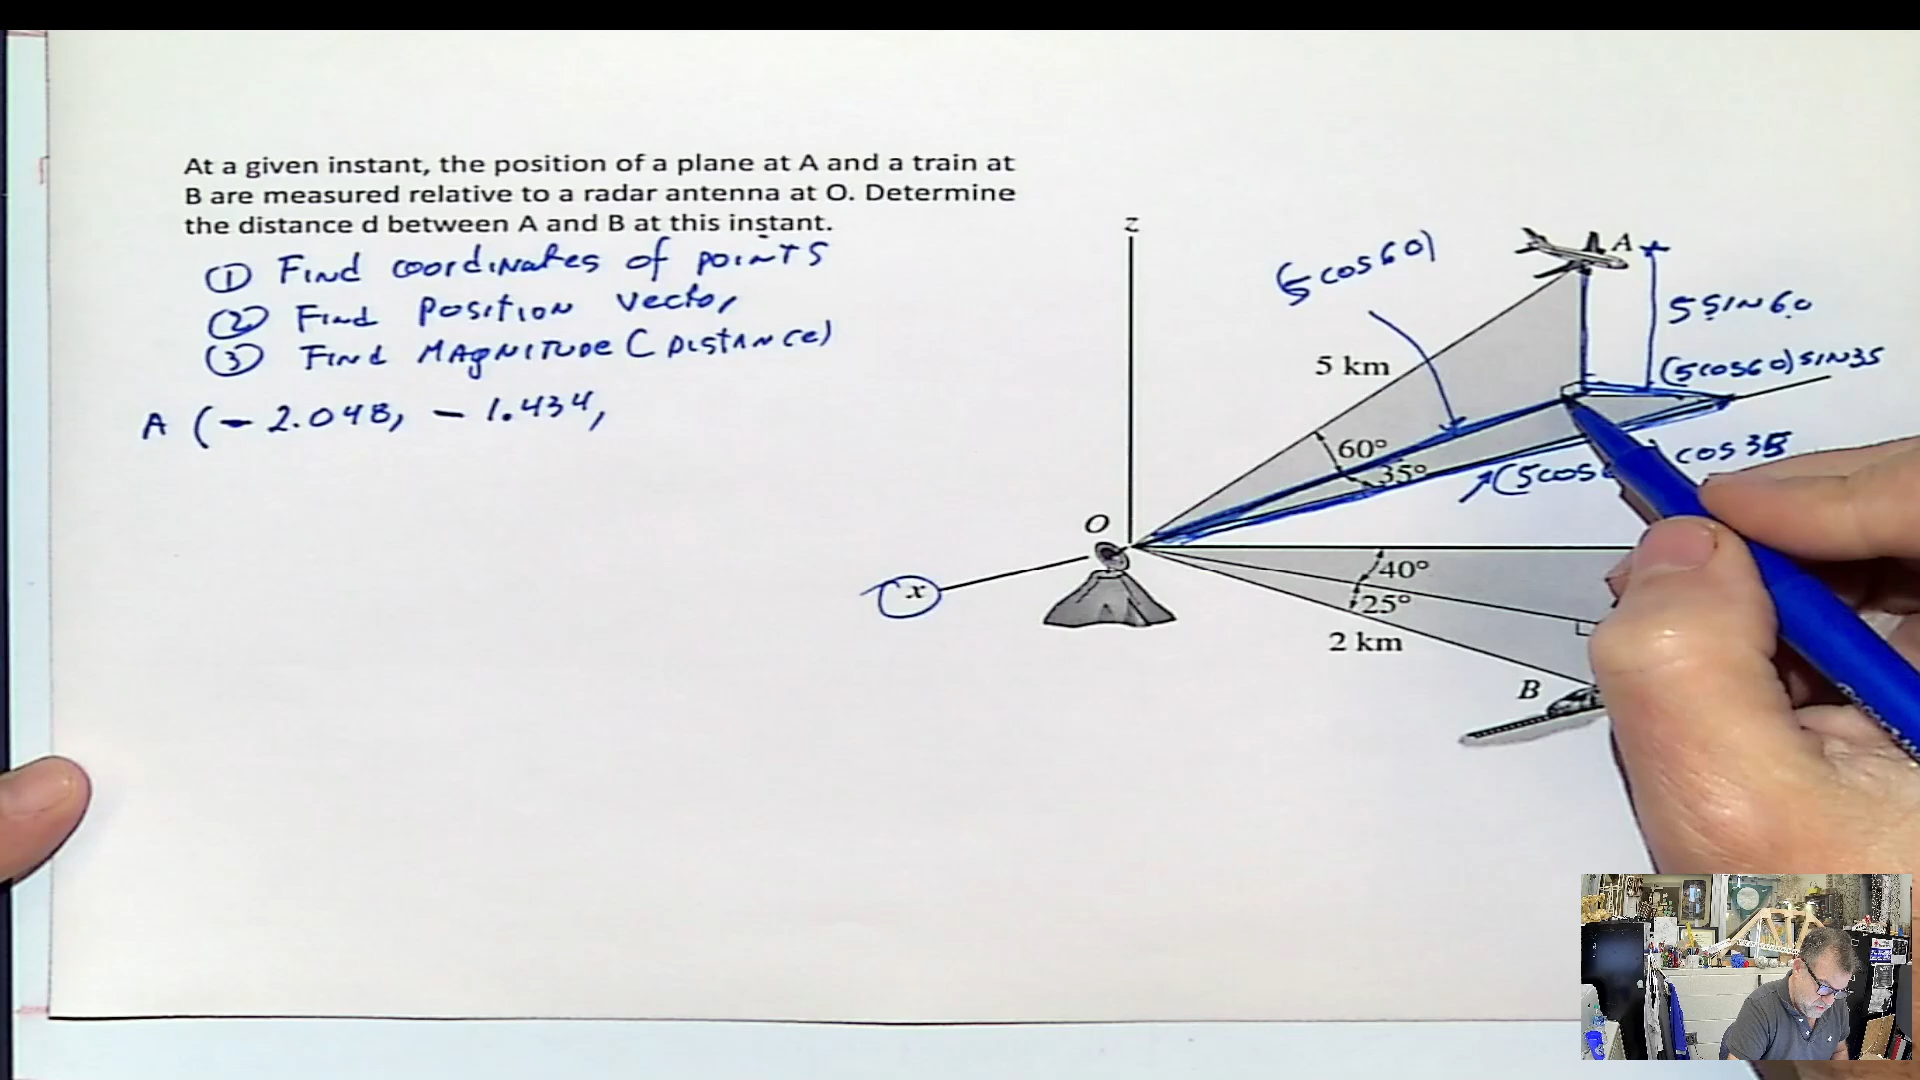 At a given instant, the position of a plane at A and a train at
B are measured relative to a radar antenna at O. Determine
the distance d between A and B at this instant.
① Find coordinates of points
② Find Position vector
③ Find Magnitude (Distance)
A (-2.048, -1.434,
z
(5cos60)
A
5 sin60
5 km
(5cos60) sin35
60°
35°
cos35
O
x
40°
25°
2 km
B